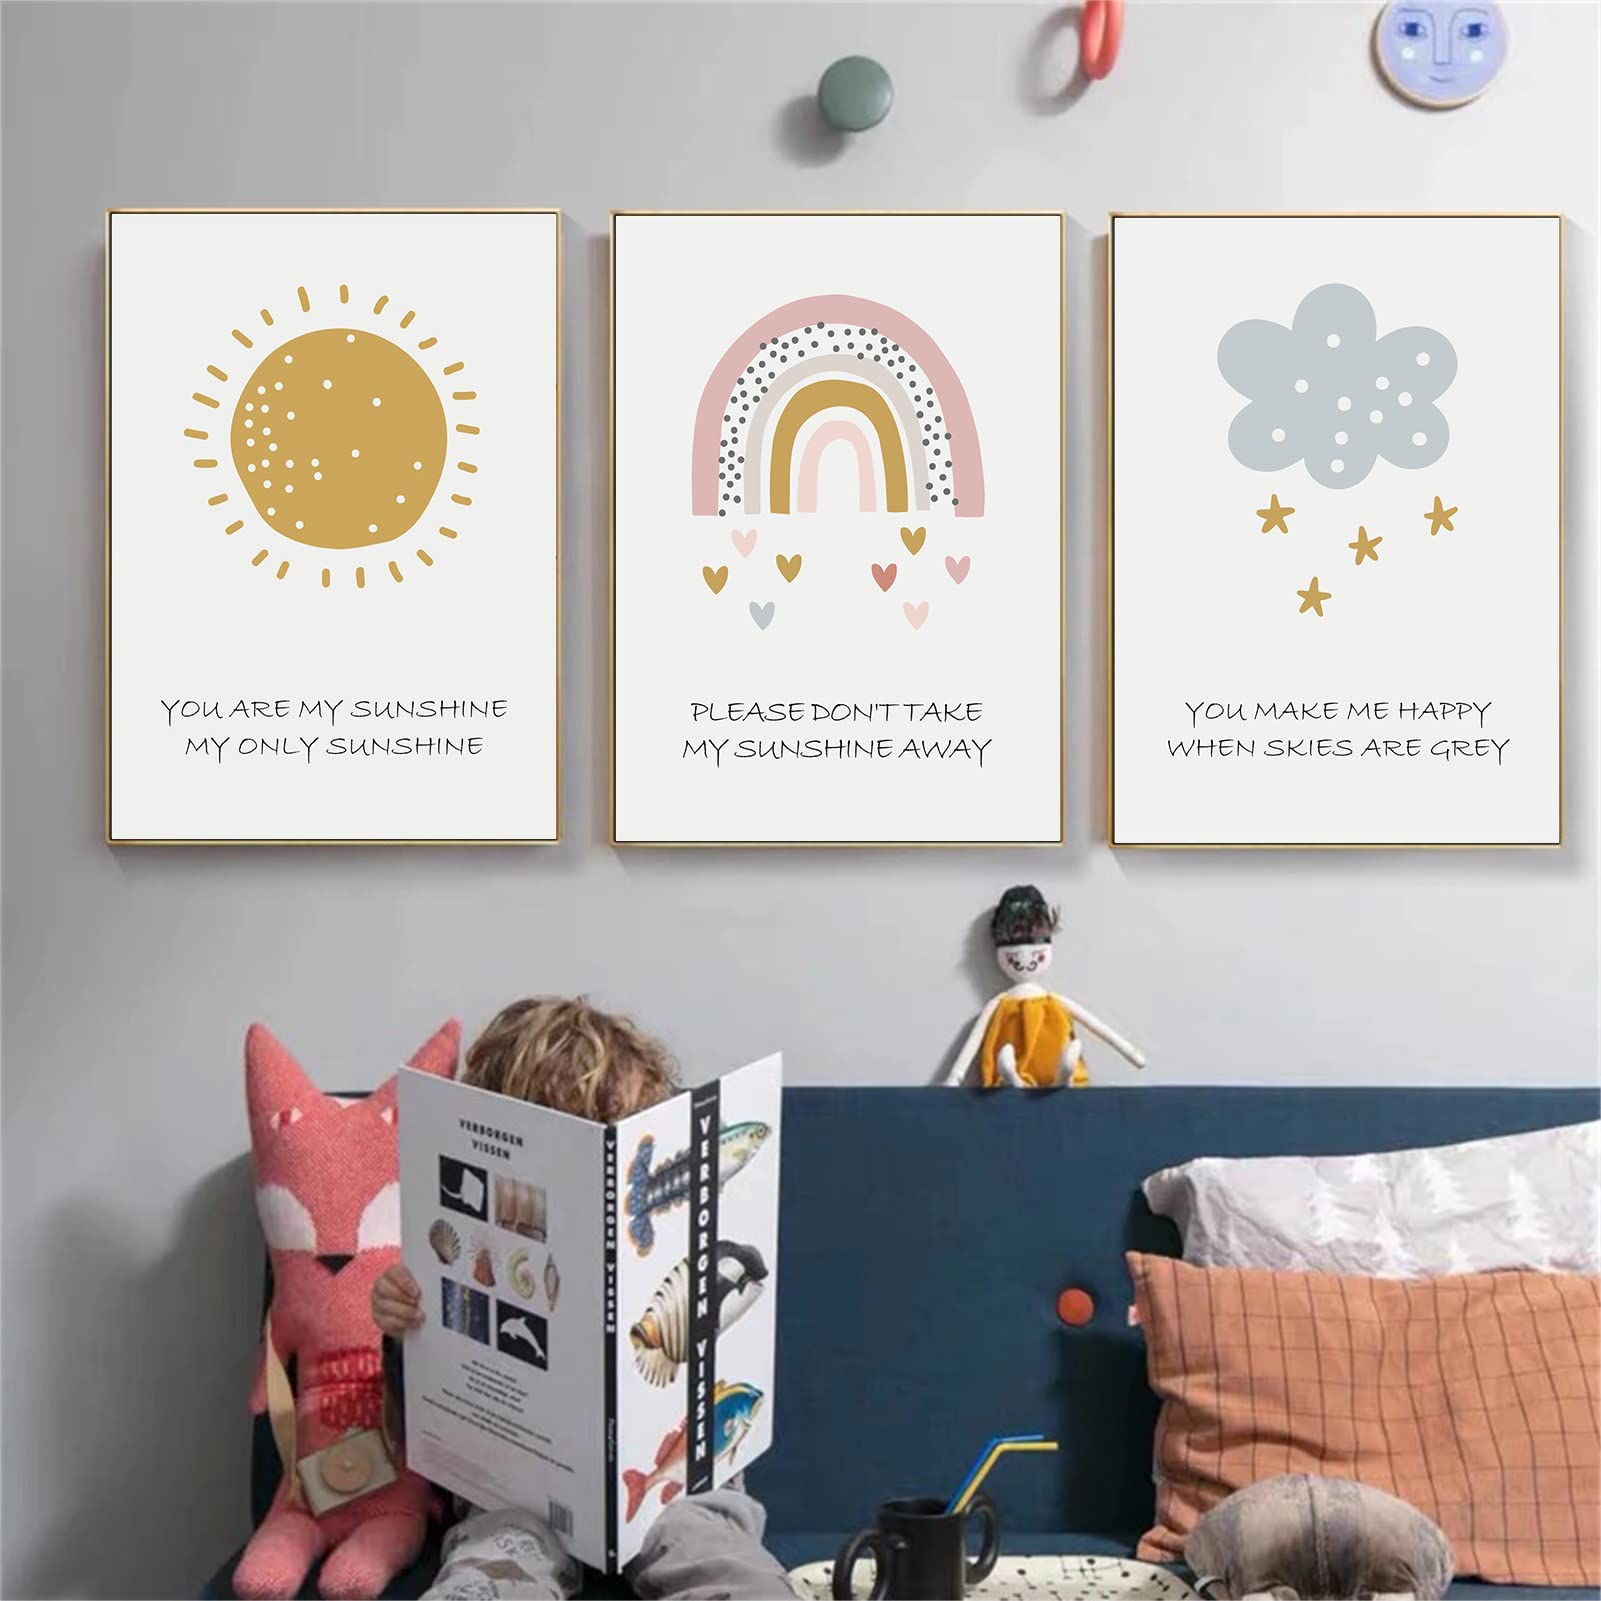 YOU ARE MY SUNSHINE
MY ONLY SUNSHINE
PLEASE DON'T TAKE
MY SUNSHINE AWAY
YOU MAKE ME HAPPY
WHEN SKIES ARE GREY
VERBORGEN
VISSEN
VERBORGEN VISSEN
VERBORGEN VISSEN